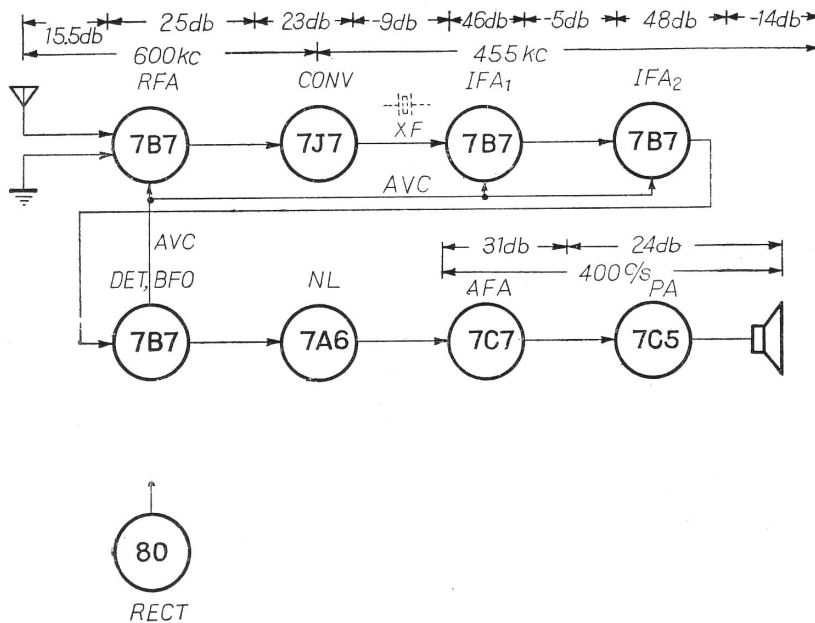 15.5db 25db 23db -9db 46db -5db 48db -14db
600kc 455kc
RFA CONV IFA1 IFA2
XF
7B7 7J7 7B7 7B7
AVC
AVC
31db 24db
400c/s
DET, BFO NL AFA PA
7B7 7A6 7C7 7C5
80
RECT